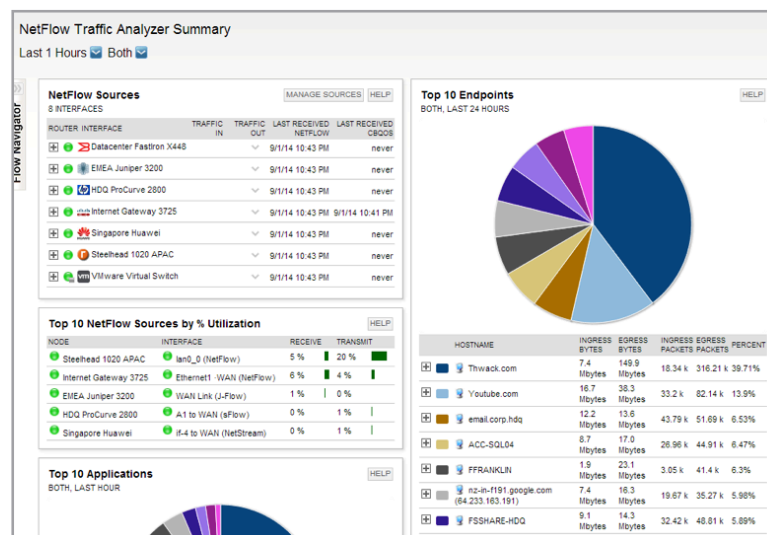 NetFlow Traffic Analyzer Summary
Last 1 Hours Both
Flow Navigator
NetFlow Sources MANAGE SOURCES HELP
8 INTERFACES
ROUTER INTERFACE TRAFFIC IN TRAFFIC OUT LAST RECEIVED NETFLOW LAST RECEIVED CBQOS
Datacenter FastIron X448 9/1/14 10:43 PM never
EMEA Juniper 3200 9/1/14 10:43 PM never
HDQ ProCurve 2800 9/1/14 10:43 PM never
Internet Gateway 3725 9/1/14 10:43 PM 9/1/14 10:41 PM
Singapore Huawei 9/1/14 10:43 PM never
Steelhead 1020 APAC 9/1/14 10:43 PM never
vm VMware Virtual Switch 9/1/14 10:43 PM never
Top 10 NetFlow Sources by % Utilization HELP
NODE INTERFACE RECEIVE TRANSMIT
Steelhead 1020 APAC lan0_0 (NetFlow) 5 % 20 %
Internet Gateway 3725 Ethernet1 -WAN (NetFlow) 6 % 4 %
EMEA Juniper 3200 WAN Link (J-Flow) 1 % 0 %
HDQ ProCurve 2800 A1 to WAN (sFlow) 0 % 1 %
Singapore Huawei if-4 to WAN (NetStream) 0 % 1 %
Top 10 Applications HELP
BOTH, LAST HOUR
Top 10 Endpoints HELP
BOTH, LAST 24 HOURS
HOSTNAME INGRESS BYTES EGRESS BYTES INGRESS PACKETS EGRESS PACKETS PERCENT
Thwack.com 7.4 Mbytes 149.9 Mbytes 18.34 k 316.21 k 39.71%
Youtube.com 16.7 Mbytes 38.3 Mbytes 33.2 k 82.14 k 13.9%
email.corp.hdq 12.2 Mbytes 13.6 Mbytes 43.79 k 51.69 k 6.53%
ACC-SQL04 8.7 Mbytes 17.0 Mbytes 26.96 k 44.91 k 6.47%
FFRANKLIN 1.9 Mbytes 23.1 Mbytes 3.05 k 41.4 k 6.3%
nz-in-f191.google.com (64.233.163.191) 7.4 Mbytes 16.3 Mbytes 19.67 k 35.27 k 5.98%
FSSHARE-HDQ 9.1 Mbytes 14.3 Mbytes 32.42 k 48.81 k 5.89%